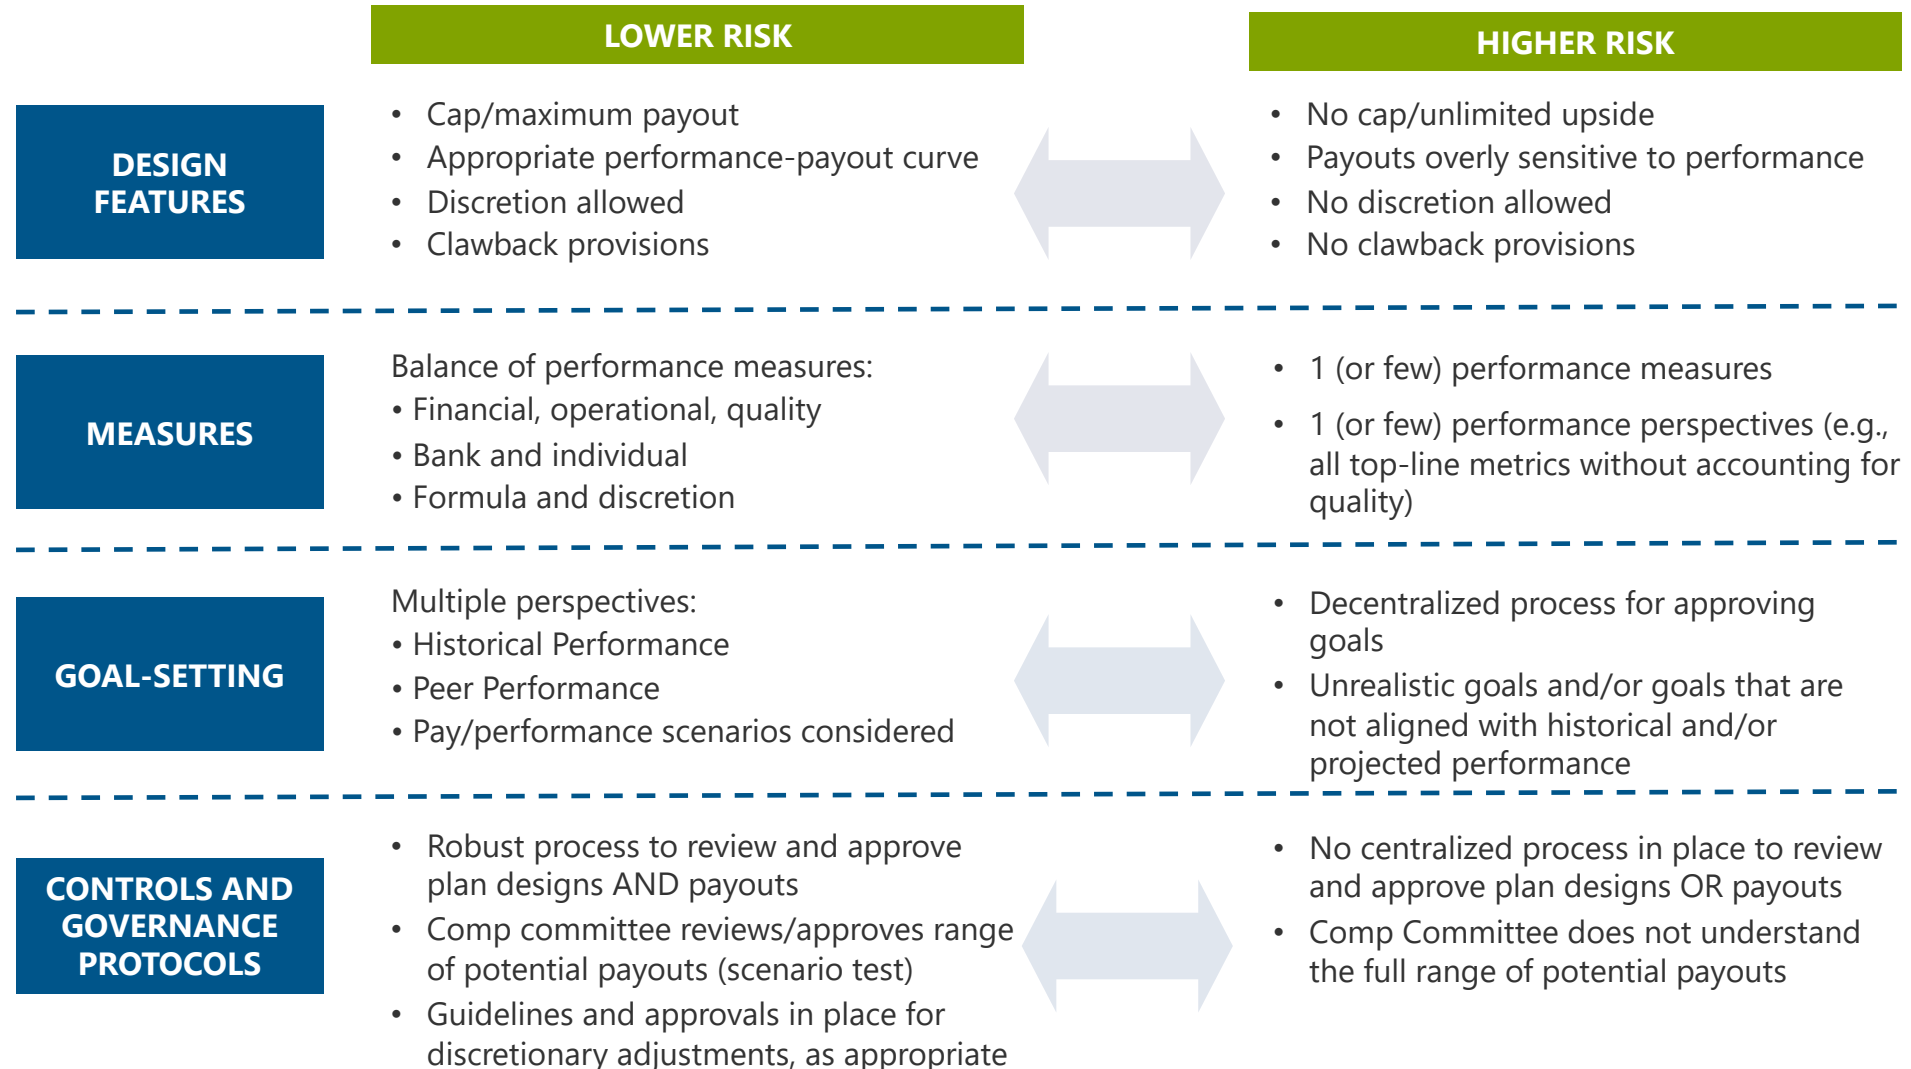 LOWER RISK
HIGHER RISK
DESIGN
FEATURES
• Cap/maximum payout
• Appropriate performance-payout curve
• Discretion allowed
• Clawback provisions
• No cap/unlimited upside
• Payouts overly sensitive to performance
• No discretion allowed
• No clawback provisions
MEASURES
Balance of performance measures:
• Financial, operational, quality
• Bank and individual
• Formula and discretion
• 1 (or few) performance measures
• 1 (or few) performance perspectives (e.g.,
all top-line metrics without accounting for
quality)
GOAL-SETTING
Multiple perspectives:
• Historical Performance
• Peer Performance
• Pay/performance scenarios considered
• Decentralized process for approving
goals
• Unrealistic goals and/or goals that are
not aligned with historical and/or
projected performance
CONTROLS AND
GOVERNANCE
PROTOCOLS
• Robust process to review and approve
plan designs AND payouts
• Comp committee reviews/approves range
of potential payouts (scenario test)
• Guidelines and approvals in place for
discretionary adjustments, as appropriate
• No centralized process in place to review
and approve plan designs OR payouts
• Comp Committee does not understand
the full range of potential payouts